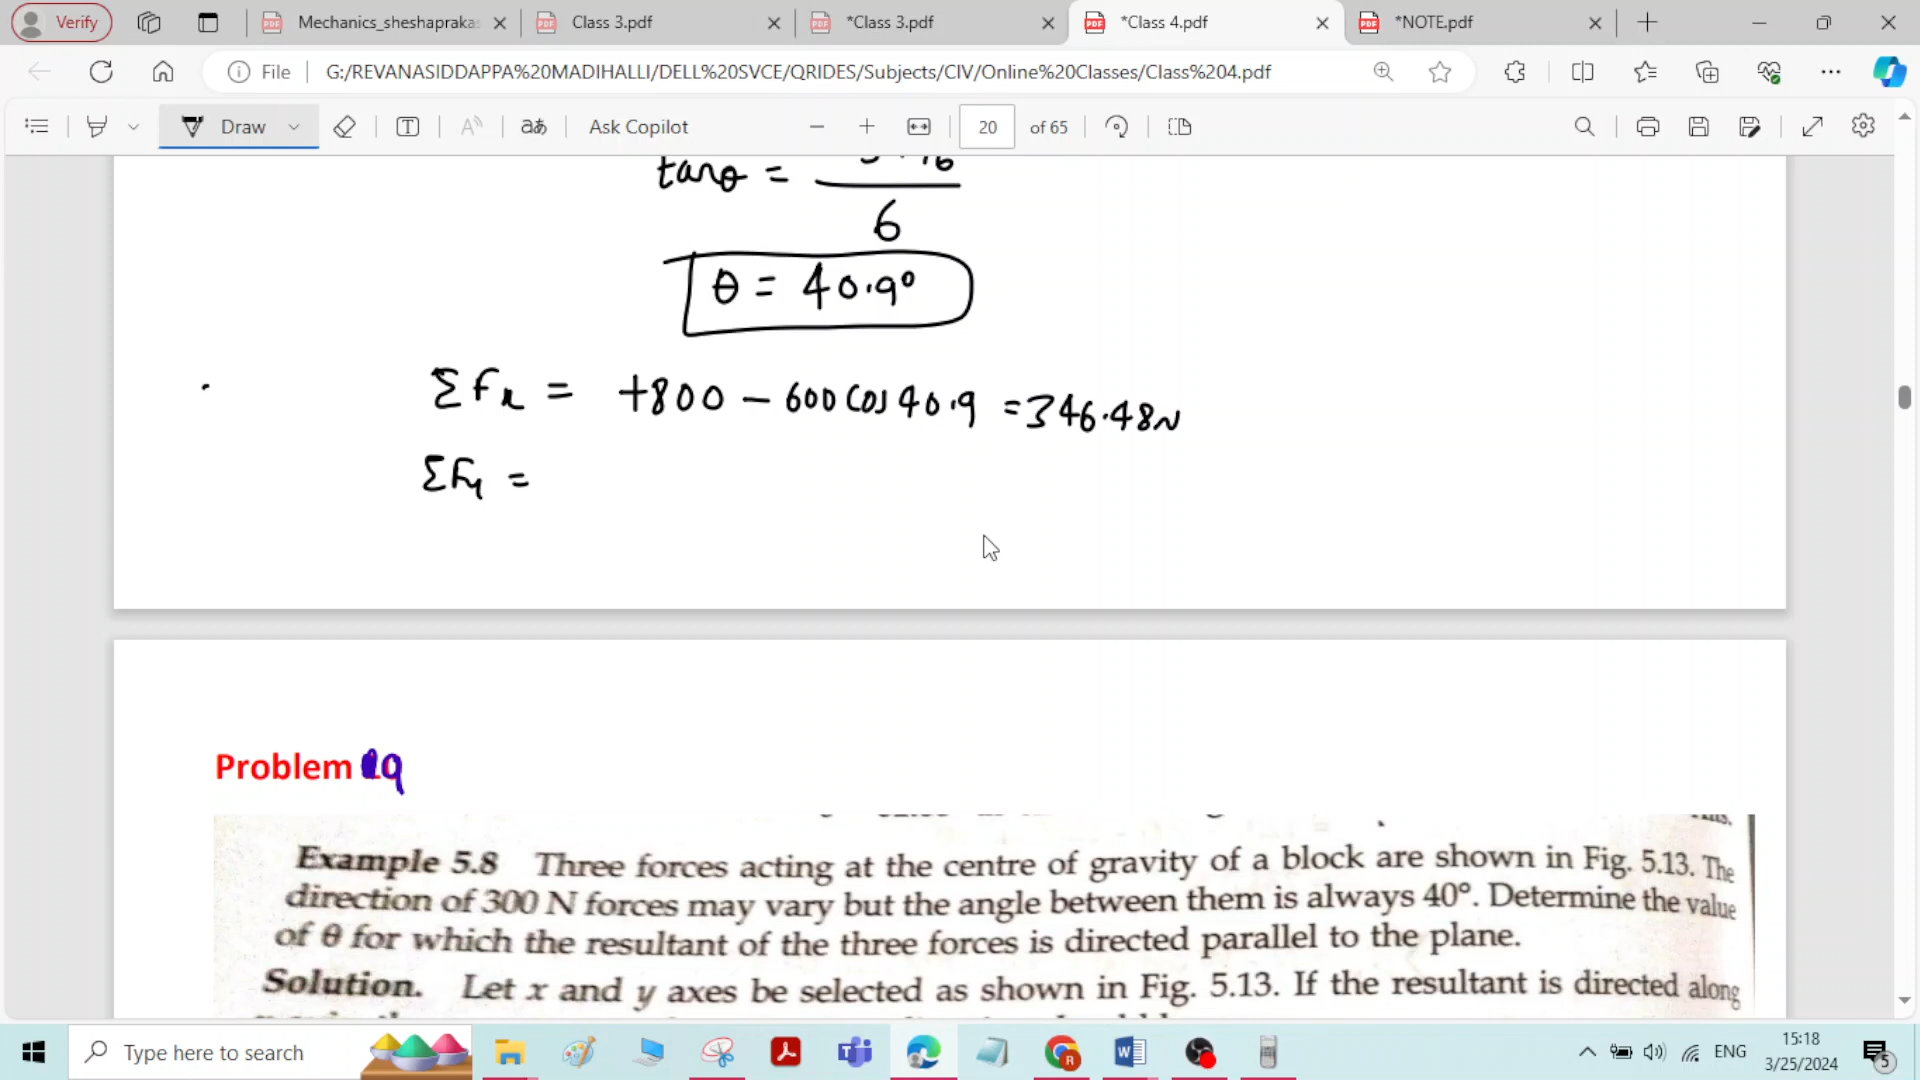 Verify
Mechanics_sheshapraka
Class 3.pdf
*Class 3.pdf
*Class 4.pdf
*NOTE.pdf
File
G:/REVANASIDDAPPA%20MADIHALLI/DELL%20SVCE/QRIDES/Subjects/CIV/Online%20Classes/Class%204.pdf
Draw
Ask Copilot
20 of 65
tanθ =
6
θ = 40.9°
ΣFx = +800 - 600 cos 40.9 = 346.48N
ΣFy =
Problem 9
Example 5.8 Three forces acting at the centre of gravity of a block are shown in Fig. 5.13. The
direction of 300 N forces may vary but the angle between them is always 40°. Determine the value
of θ for which the resultant of the three forces is directed parallel to the plane.
Solution. Let x and y axes be selected as shown in Fig. 5.13. If the resultant is directed along
Type here to search
ENG
15:18
3/25/2024
5